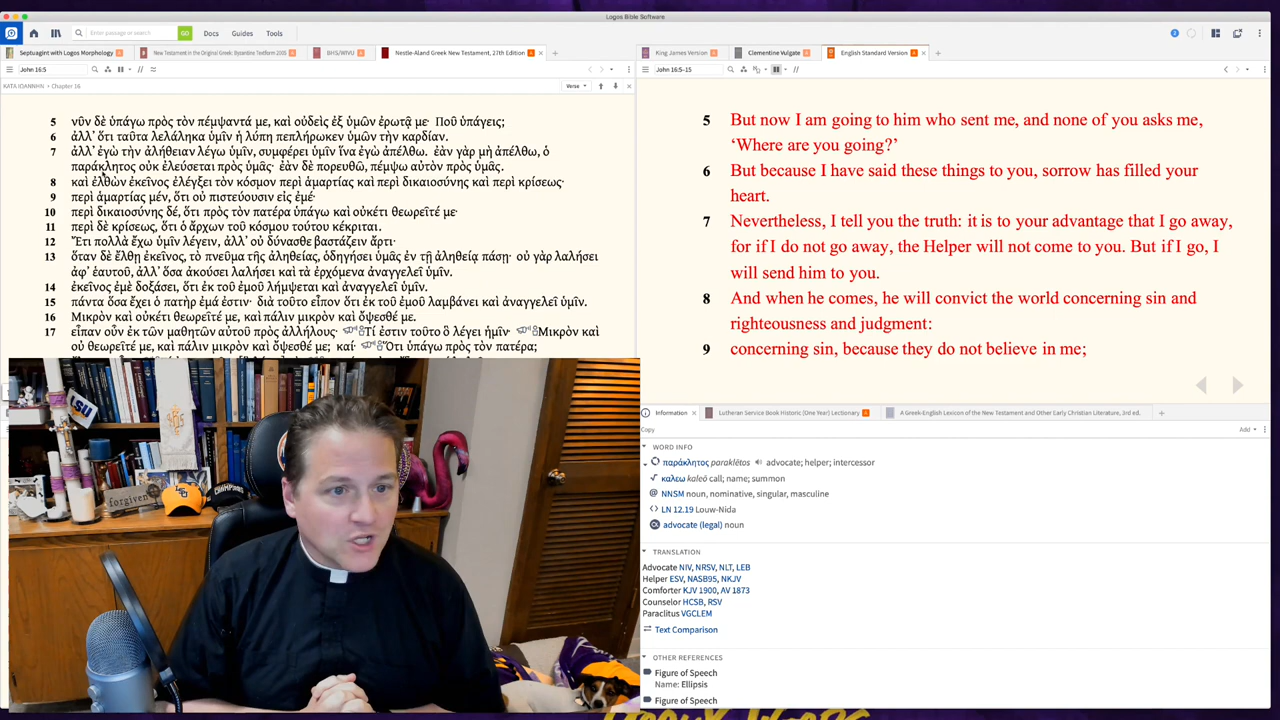 Logos Bible Software
Search
GO
Docs
Guides
Tools
2
Septuagint with Logos Morphology
New Testament in the Original Greek: Byzantine Textform 2005
BHS/WIVU
Nestle-Aland Greek New Testament, 27th Edition
King James Version
Clementine Vulgate
English Standard Version
John 16:5
John 16:5–15
ΚΑΤΑ ΙΩΑΝΝΗΝ › Chapter 16
Verse
5 νῦν δὲ ὑπάγω πρὸς τὸν πέμψαντά με, καὶ οὐδεὶς ἐξ ὑμῶν ἐρωτᾷ με· Ποῦ ὑπάγεις;
6 ἀλλ’ ὅτι ταῦτα λελάληκα ὑμῖν ἡ λύπη πεπλήρωκεν ὑμῶν τὴν καρδίαν.
7 ἀλλ’ ἐγὼ τὴν ἀλήθειαν λέγω ὑμῖν, συμφέρει ὑμῖν ἵνα ἐγὼ ἀπέλθω. ἐὰν γὰρ μὴ ἀπέλθω, ὁ
παράκλητος οὐκ ἐλεύσεται πρὸς ὑμᾶς· ἐὰν δὲ πορευθῶ, πέμψω αὐτὸν πρὸς ὑμᾶς.
8 καὶ ἐλθὼν ἐκεῖνος ἐλέγξει τὸν κόσμον περὶ ἁμαρτίας καὶ περὶ δικαιοσύνης καὶ περὶ κρίσεως·
9 περὶ ἁμαρτίας μέν, ὅτι οὐ πιστεύουσιν εἰς ἐμέ·
10 περὶ δικαιοσύνης δέ, ὅτι πρὸς τὸν πατέρα ὑπάγω καὶ οὐκέτι θεωρεῖτέ με·
11 περὶ δὲ κρίσεως, ὅτι ὁ ἄρχων τοῦ κόσμου τούτου κέκριται.
12 Ἔτι πολλὰ ἔχω ὑμῖν λέγειν, ἀλλ’ οὐ δύνασθε βαστάζειν ἄρτι·
13 ὅταν δὲ ἔλθῃ ἐκεῖνος, τὸ πνεῦμα τῆς ἀληθείας, ὁδηγήσει ὑμᾶς ἐν τῇ ἀληθείᾳ πάσῃ· οὐ γὰρ λαλήσει
ἀφ’ ἑαυτοῦ, ἀλλ’ ὅσα ἀκούσει λαλήσει καὶ τὰ ἐρχόμενα ἀναγγελεῖ ὑμῖν.
14 ἐκεῖνος ἐμὲ δοξάσει, ὅτι ἐκ τοῦ ἐμοῦ λήμψεται καὶ ἀναγγελεῖ ὑμῖν.
15 πάντα ὅσα ἔχει ὁ πατὴρ ἐμά ἐστιν· διὰ τοῦτο εἶπον ὅτι ἐκ τοῦ ἐμοῦ λαμβάνει καὶ ἀναγγελεῖ ὑμῖν.
16 Μικρὸν καὶ οὐκέτι θεωρεῖτέ με, καὶ πάλιν μικρὸν καὶ ὄψεσθέ με.
17 εἶπαν οὖν ἐκ τῶν μαθητῶν αὐτοῦ πρὸς ἀλλήλους· Τί ἐστιν τοῦτο ὃ λέγει ἡμῖν· Μικρὸν καὶ
οὐ θεωρεῖτέ με, καὶ πάλιν μικρὸν καὶ ὄψεσθέ με; καί· Ὅτι ὑπάγω πρὸς τὸν πατέρα;
5 But now I am going to him who sent me, and none of you asks me,
‘Where are you going?’
6 But because I have said these things to you, sorrow has filled your
heart.
7 Nevertheless, I tell you the truth: it is to your advantage that I go away,
for if I do not go away, the Helper will not come to you. But if I go, I
will send him to you.
8 And when he comes, he will convict the world concerning sin and
righteousness and judgment:
9 concerning sin, because they do not believe in me;
Information
Lutheran Service Book Historic (One Year) Lectionary
A Greek-English Lexicon of the New Testament and Other Early Christian Literature, 3rd ed.
Copy
Add
WORD INFO
παράκλητος paraklētos advocate; helper; intercessor
καλεω kaleō call; name; summon
@ NNSM noun, nominative, singular, masculine
LN 12.19 Louw-Nida
advocate (legal) noun
TRANSLATION
Advocate NIV, NRSV, NLT, LEB
Helper ESV, NASB95, NKJV
Comforter KJV 1900, AV 1873
Counselor HCSB, RSV
Paraclitus VGCLEM
Text Comparison
OTHER REFERENCES
Figure of Speech
Name: Ellipsis
Figure of Speech
LSU
forgiven